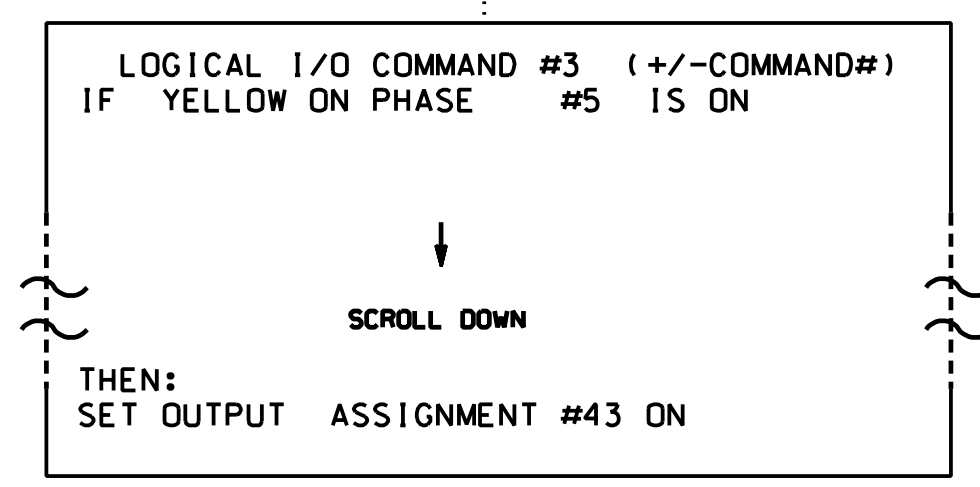 LOGICAL I/O COMMAND #3 (+/-COMMAND#)
IF YELLOW ON PHASE #5 IS ON
SCROLL DOWN
THEN:
SET OUTPUT ASSIGNMENT #43 ON